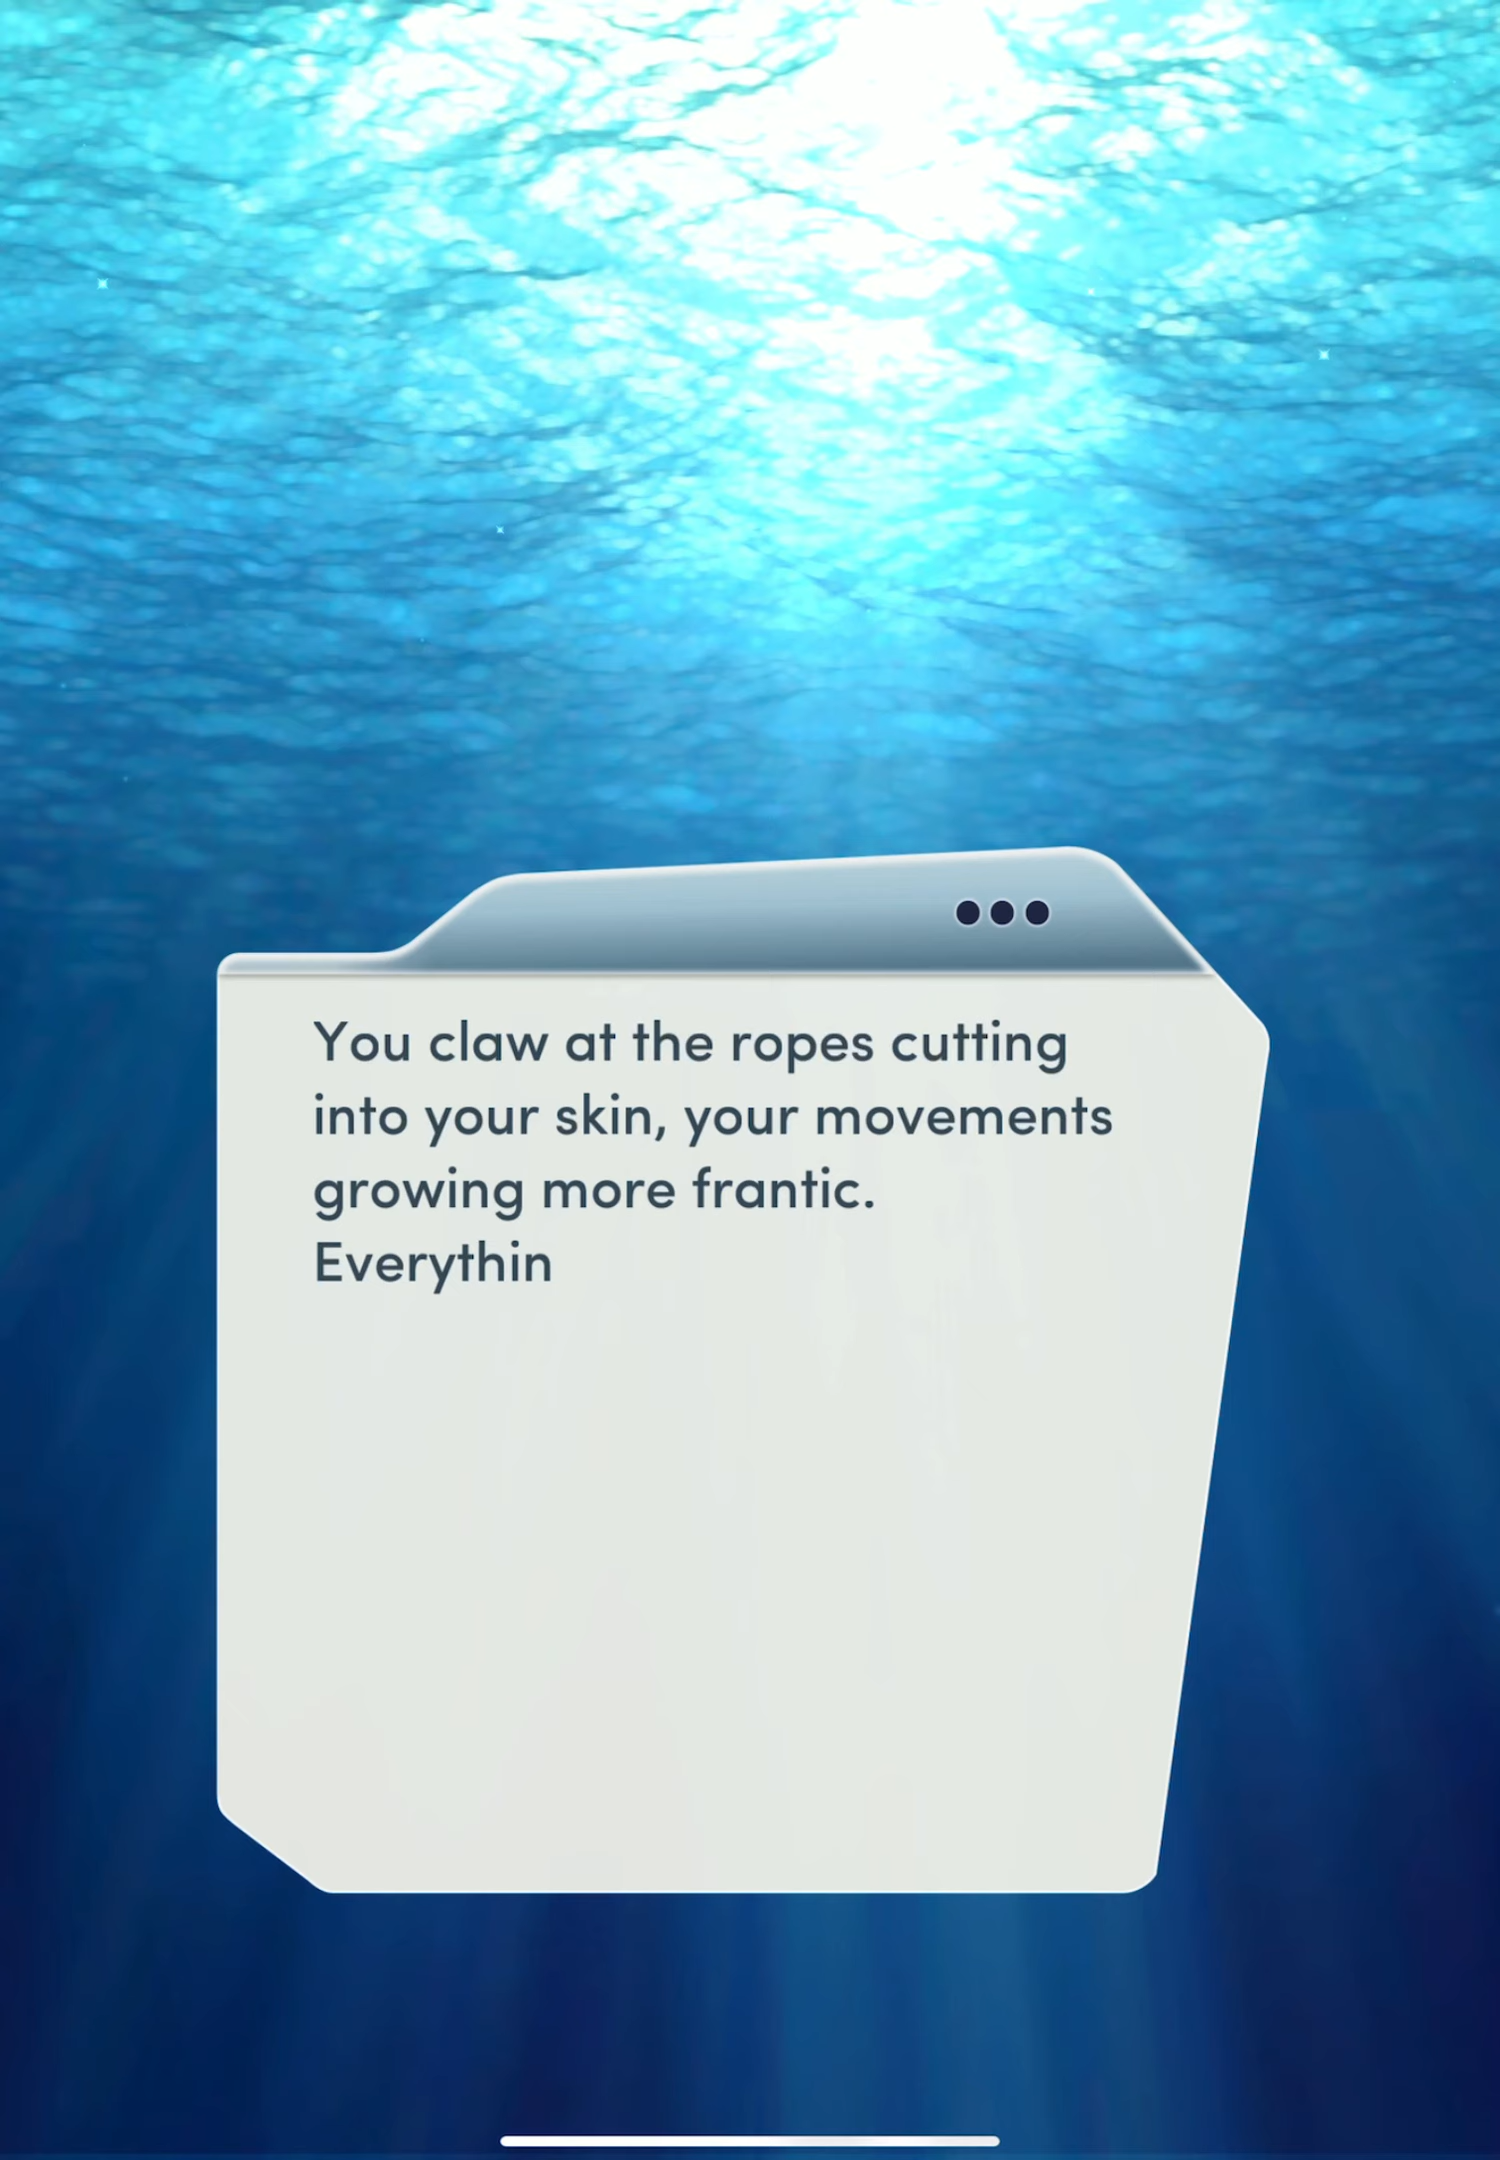 You claw at the ropes cutting
into your skin, your movements
growing more frantic.
Everythin